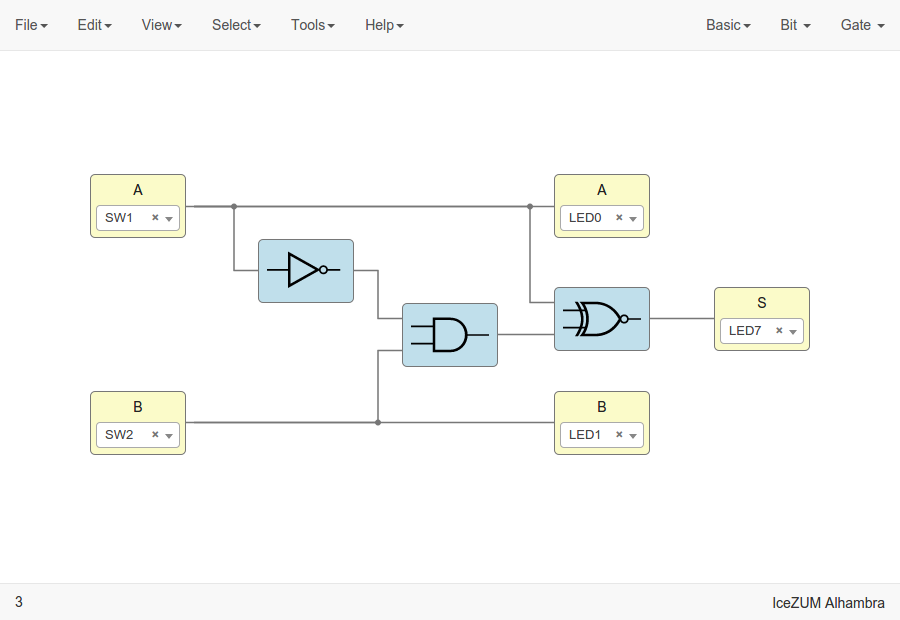 File Edit View Select Tools Help Basic Bit Gate
A
SW1 ×
A
LED0 ×
S
LED7 ×
B
SW2 ×
B
LED1 ×
3 IceZUM Alhambra